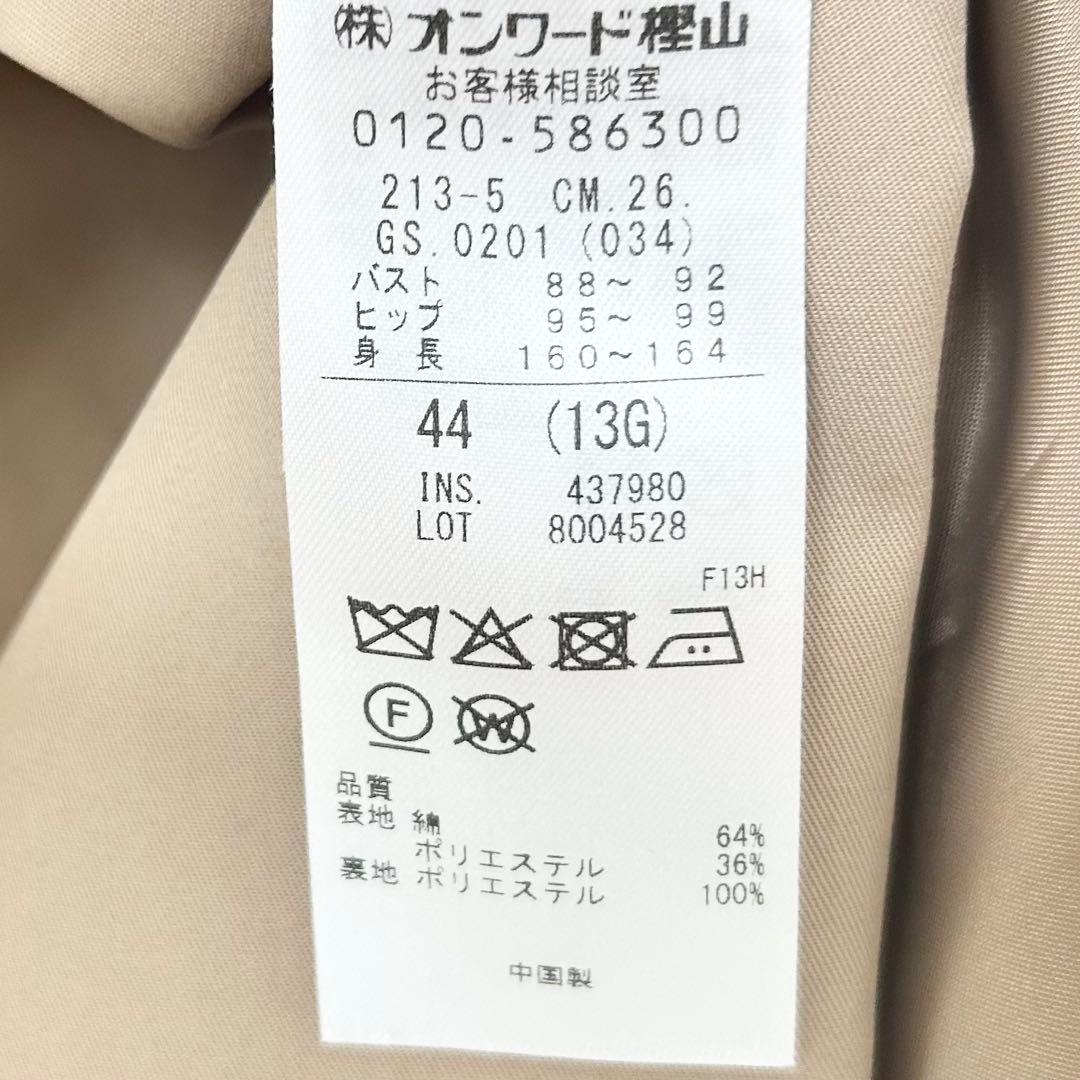 (株)オンワード樫山
お客様相談室
0120-586300
213-5 CM.26.
GS.0201 (034)
バスト 88~ 92
ヒップ 95~ 99
身 長 160~164
44 (13G)
INS. 437980
LOT 8004528
F13H
F
W
品質
表地 綿 64%
ポリエステル 36%
裏地 ポリエステル 100%
中国製